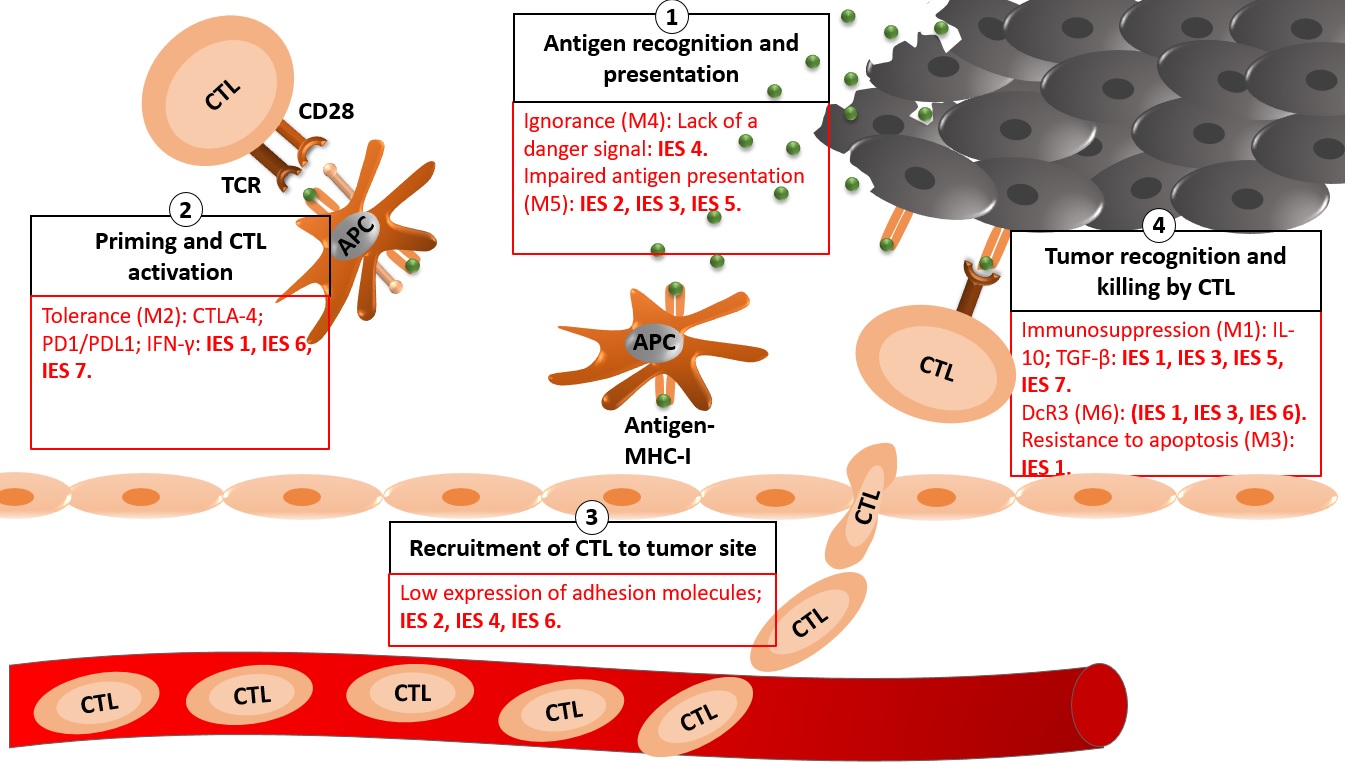 CTL
CD28
TCR
APC
1
Antigen recognition and
presentation
Ignorance (M4): Lack of a
danger signal: IES 4.
Impaired antigen presentation
(M5): IES 2, IES 3, IES 5.
2
Priming and CTL
activation
Tolerance (M2): CTLA-4;
PD1/PDL1; IFN-γ: IES 1, IES 6,
IES 7.
APC
Antigen-
MHC-I
4
Tumor recognition and
killing by CTL
Immunosuppression (M1): IL-
10; TGF-β: IES 1, IES 3, IES 5,
IES 7.
DcR3 (M6): (IES 1, IES 3, IES 6).
Resistance to apoptosis (M3):
IES 1.
CTL
CTL
3
Recruitment of CTL to tumor site
Low expression of adhesion molecules;
IES 2, IES 4, IES 6.
CTL
CTL
CTL
CTL
CTL
CTL